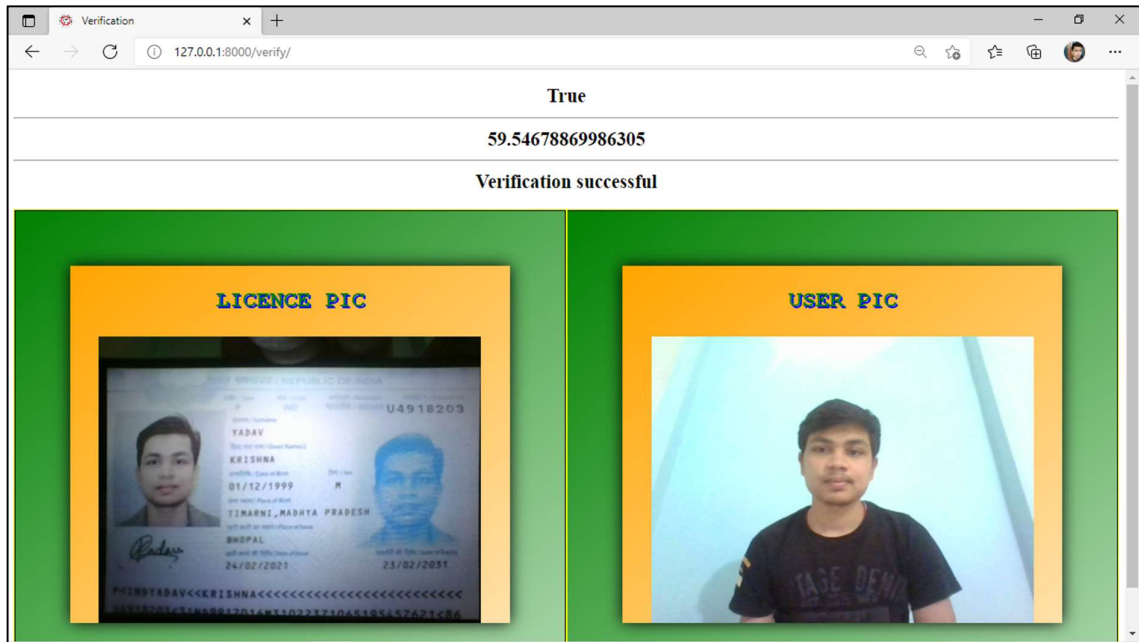 Verification
127.0.0.1:8000/verify/
True
59.54678869986305
Verification successful
LICENCE PIC
USER PIC
REPUBLIC OF INDIA
P IND U4918203
YADAV
KRISHNA
01/12/1999 M
TIMARNI,MADHYA PRADESH
BHOPAL
24/02/2021 23/02/2031
P<INDYADAV<<KRISHNA<<<<<<<<<<<<<<<<<<<<<<<<<<